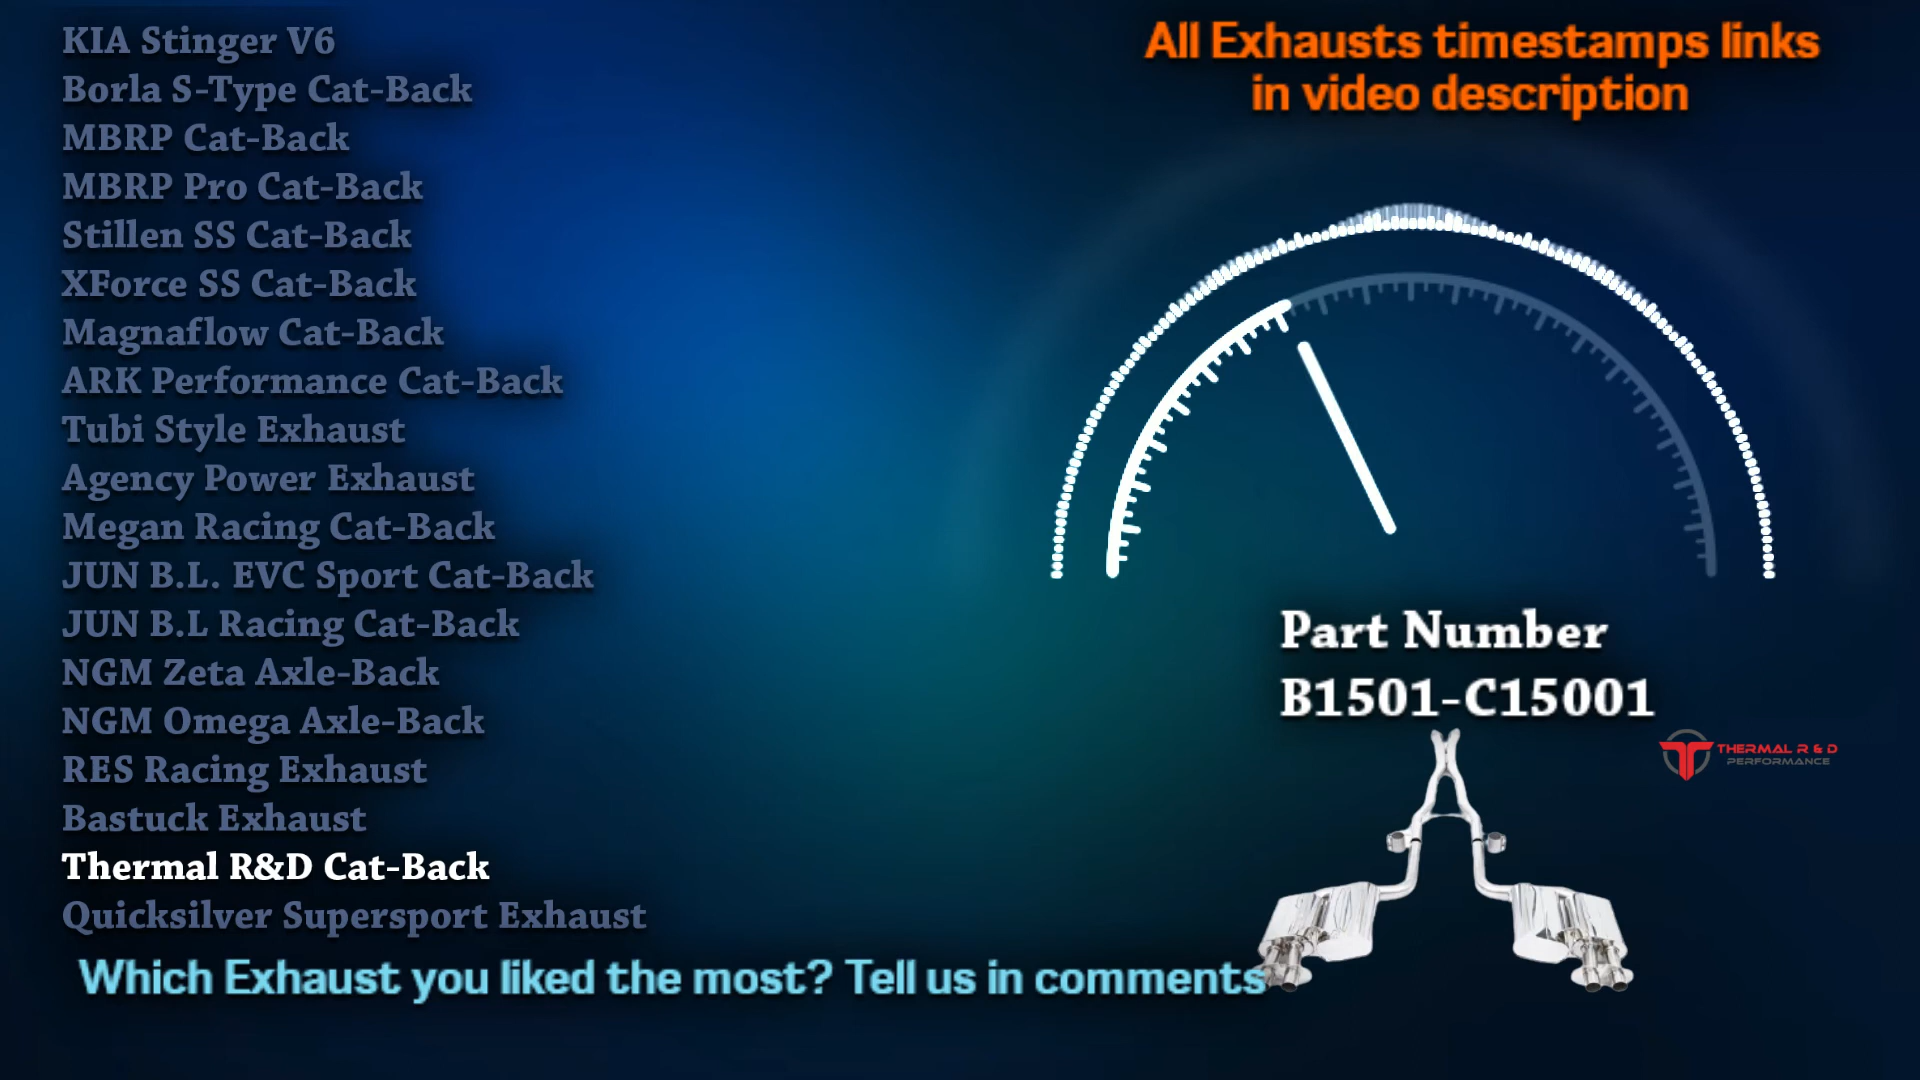 KIA Stinger V6
Borla S-Type Cat-Back
MBRP Cat-Back
MBRP Pro Cat-Back
Stillen SS Cat-Back
XForce SS Cat-Back
Magnaflow Cat-Back
ARK Performance Cat-Back
Tubi Style Exhaust
Agency Power Exhaust
Megan Racing Cat-Back
JUN B.L. EVC Sport Cat-Back
JUN B.L Racing Cat-Back
NGM Zeta Axle-Back
NGM Omega Axle-Back
RES Racing Exhaust
Bastuck Exhaust
Thermal R&D Cat-Back
Quicksilver Supersport Exhaust
Which Exhaust you liked the most? Tell us in comments
All Exhausts timestamps links
in video description
Part Number
B1501-C15001
THERMAL R & D
PERFORMANCE